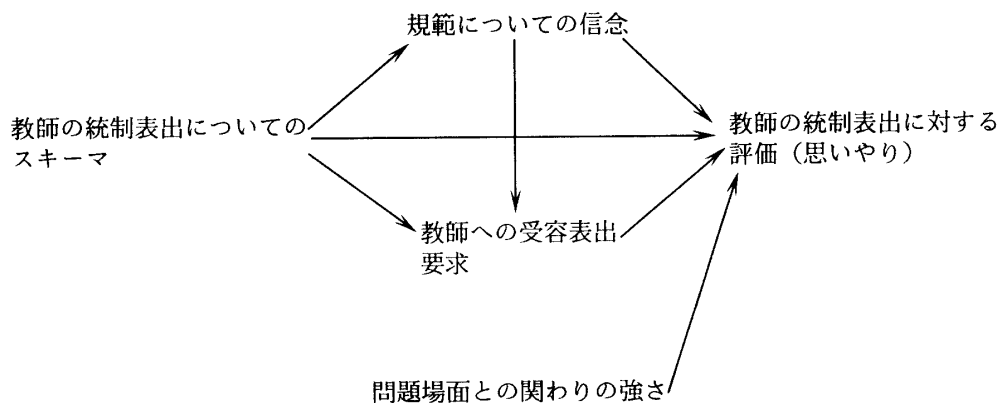 規範についての信念
教師の統制表出についての
スキーマ
教師の統制表出に対する
評価（思いやり）
教師への受容表出
要求
問題場面との関わりの強さ